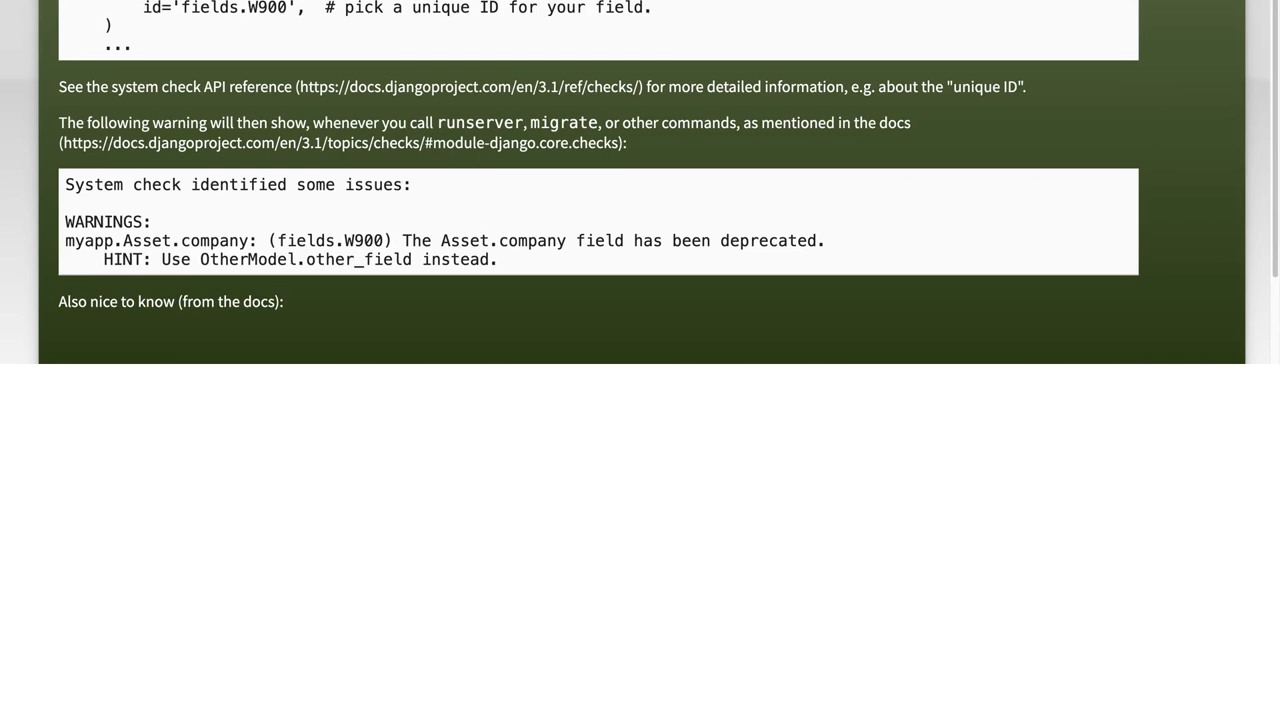 id='fields.W900',  # pick a unique ID for your field.
)
...
See the system check API reference (https://docs.djangoproject.com/en/3.1/ref/checks/) for more detailed information, e.g. about the "unique ID".
The following warning will then show, whenever you call runserver, migrate, or other commands, as mentioned in the docs
(https://docs.djangoproject.com/en/3.1/topics/checks/#module-django.core.checks):
System check identified some issues:
WARNINGS:
myapp.Asset.company: (fields.W900) The Asset.company field has been deprecated.
HINT: Use OtherModel.other_field instead.
Also nice to know (from the docs):